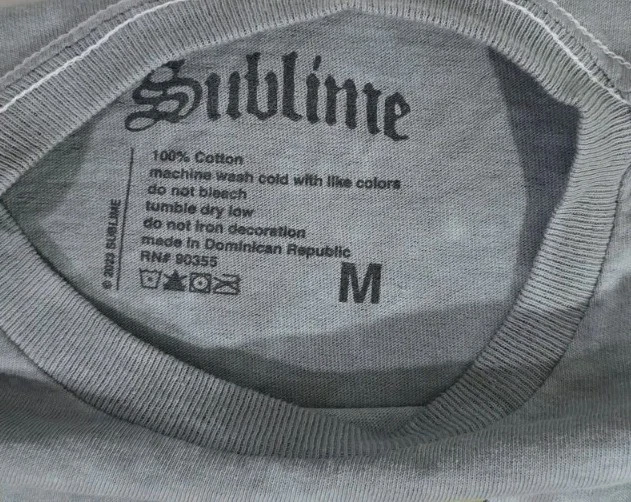 Sublime
100% Cotton
machine wash cold with like colors
do not bleach
tumble dry low
do not iron decoration
made in Dominican Republic
RN# 90355
M
© 2023 SUBLIME